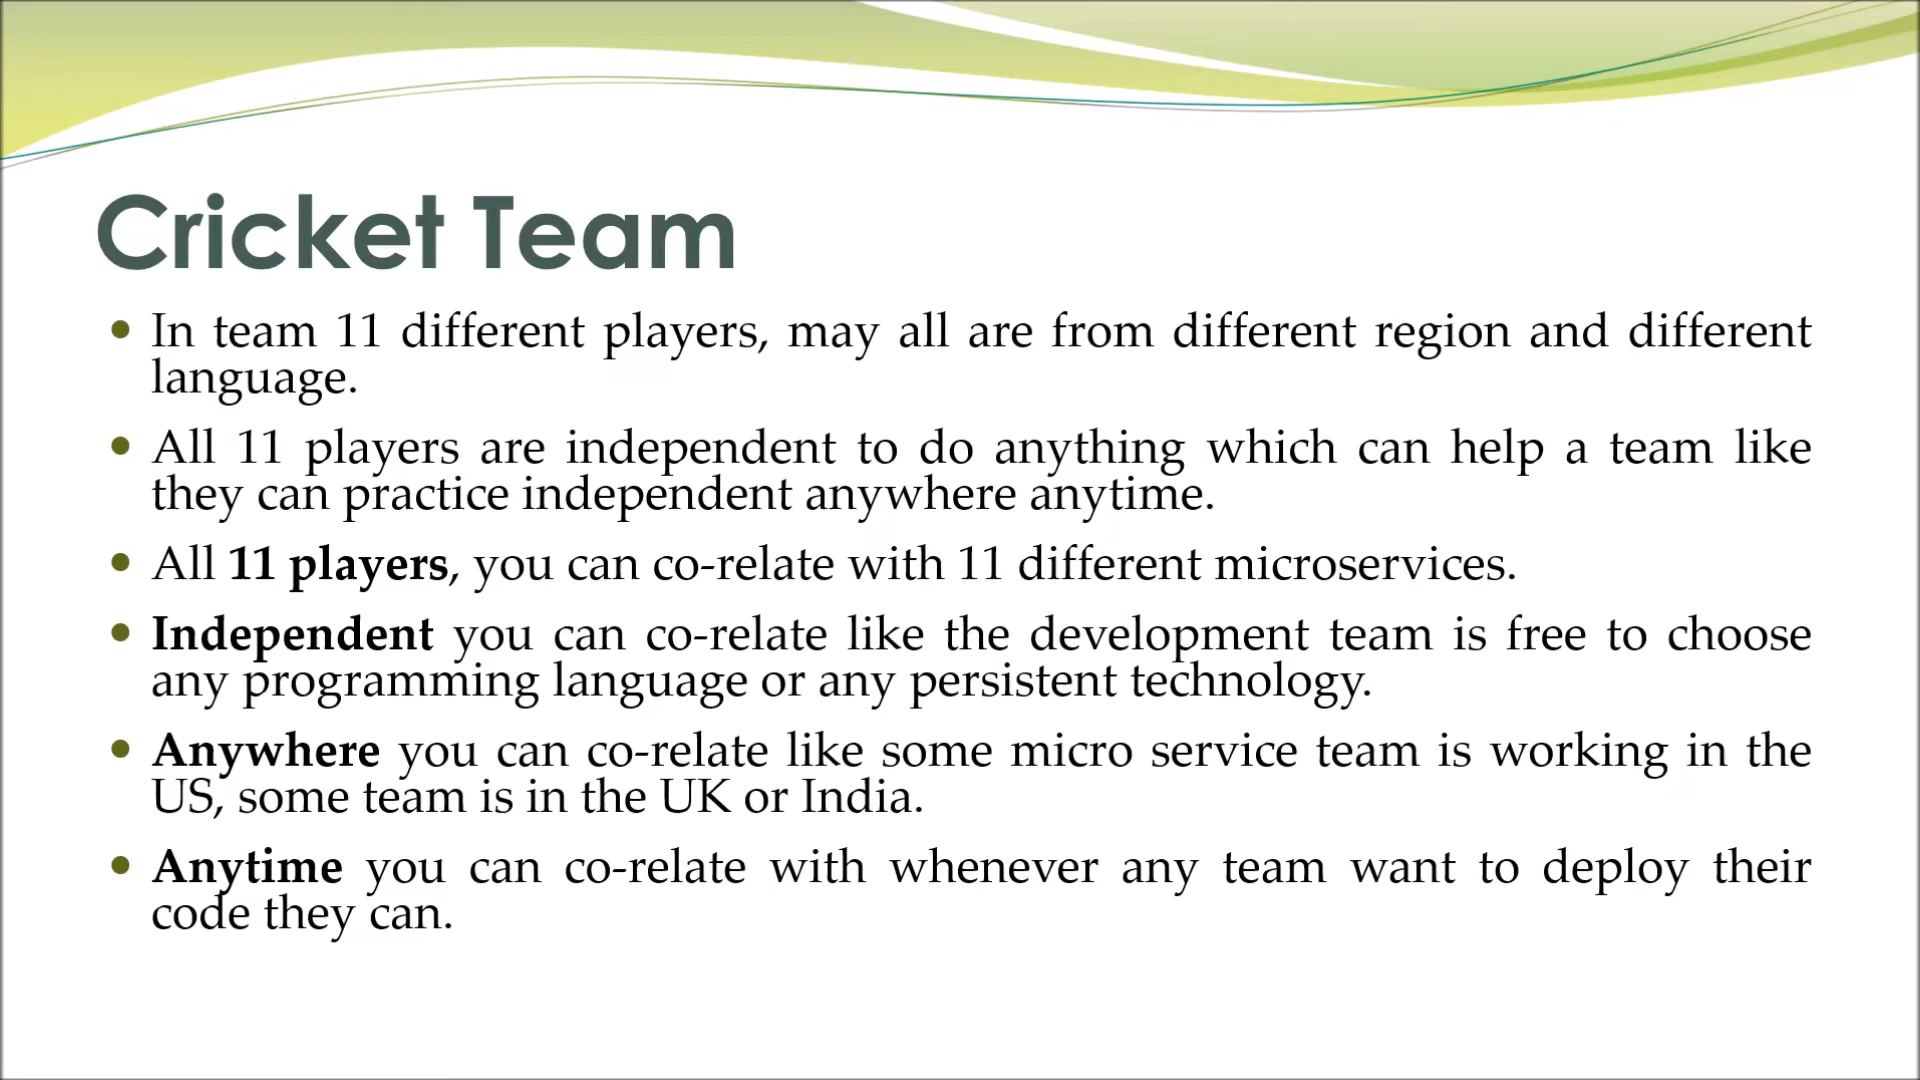 Cricket Team
• In team 11 different players, may all are from different region and different
language.
• All 11 players are independent to do anything which can help a team like
they can practice independent anywhere anytime.
• All 11 players, you can co-relate with 11 different microservices.
• Independent you can co-relate like the development team is free to choose
any programming language or any persistent technology.
• Anywhere you can co-relate like some micro service team is working in the
US, some team is in the UK or India.
• Anytime you can co-relate with whenever any team want to deploy their
code they can.